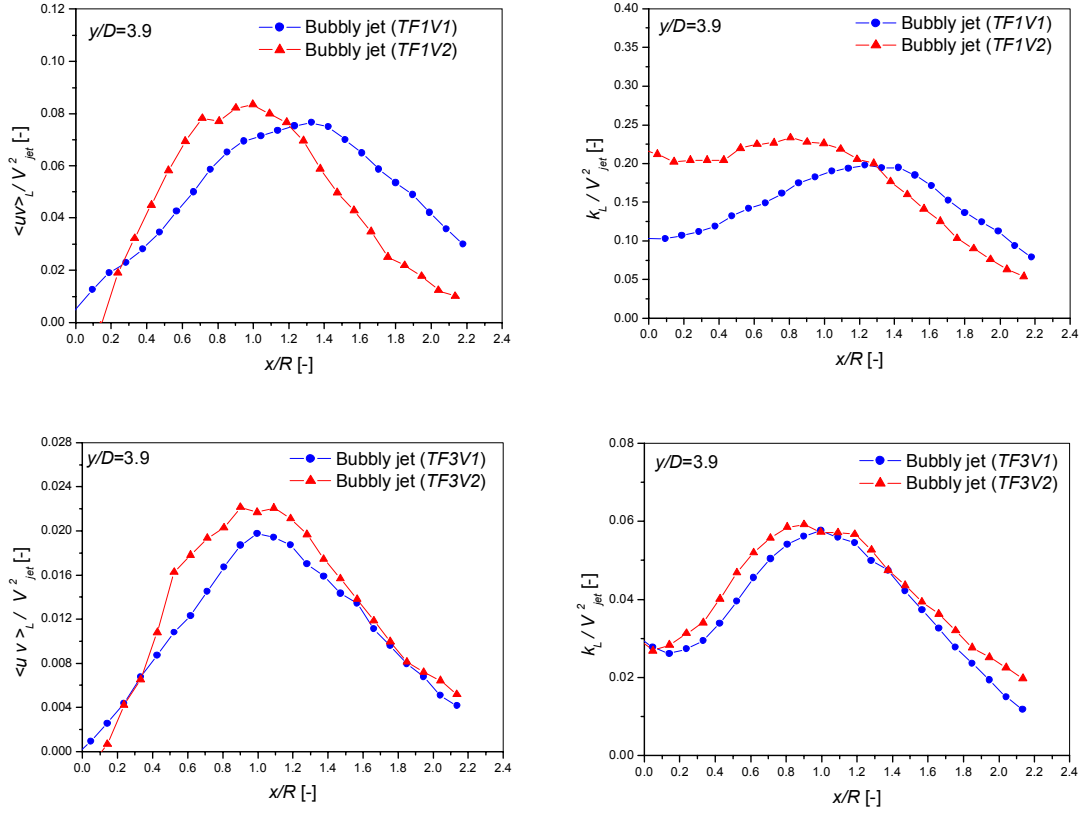 y/D=3.9
Bubbly jet (TF1V1)
Bubbly jet (TF1V2)
<uv>L / V²jet [-]
0.12
0.10
0.08
0.06
0.04
0.02
0.00
0.0 0.2 0.4 0.6 0.8 1.0 1.2 1.4 1.6 1.8 2.0 2.2 2.4
x/R [-]
y/D=3.9
Bubbly jet (TF1V1)
Bubbly jet (TF1V2)
kL / V²jet [-]
0.40
0.35
0.30
0.25
0.20
0.15
0.10
0.05
0.00
0.0 0.2 0.4 0.6 0.8 1.0 1.2 1.4 1.6 1.8 2.0 2.2 2.4
x/R [-]
y/D=3.9
Bubbly jet (TF3V1)
Bubbly jet (TF3V2)
<u v>L / V²jet [-]
0.028
0.024
0.020
0.016
0.012
0.008
0.004
0.000
0.0 0.2 0.4 0.6 0.8 1.0 1.2 1.4 1.6 1.8 2.0 2.2 2.4
x/R [-]
y/D=3.9
Bubbly jet (TF3V1)
Bubbly jet (TF3V2)
kL / V²jet [-]
0.08
0.06
0.04
0.02
0.00
0.0 0.2 0.4 0.6 0.8 1.0 1.2 1.4 1.6 1.8 2.0 2.2 2.4
x/R [-]